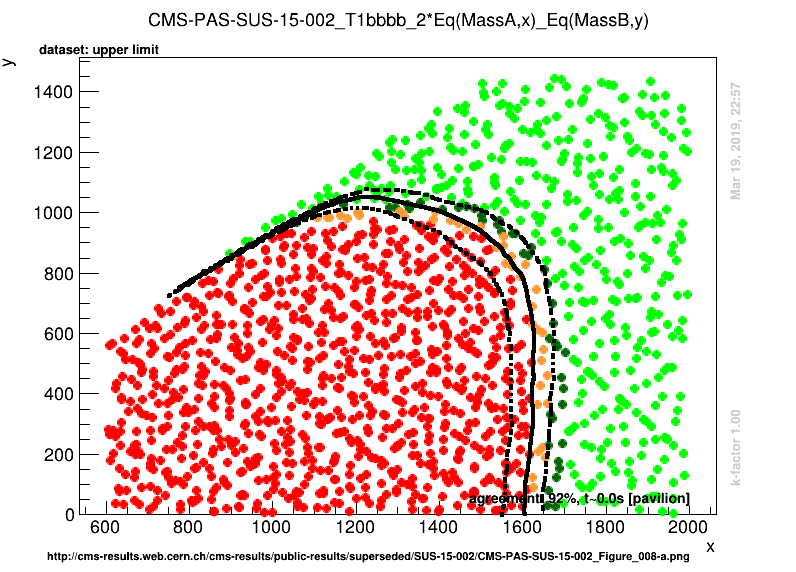 CMS-PAS-SUS-15-002_T1bbbb_2*Eq(MassA,x)_Eq(MassB,y)
dataset: upper limit
y
1400
1200
1000
800
600
400
200
0
600
800
1000
1200
1400
1600
1800
2000
x
agreement: 92%, t~0.0s [pavilion]
Mar 19, 2019, 22:57
k-factor 1.00
http://cms-results.web.cern.ch/cms-results/public-results/superseded/SUS-15-002/CMS-PAS-SUS-15-002_Figure_008-a.png